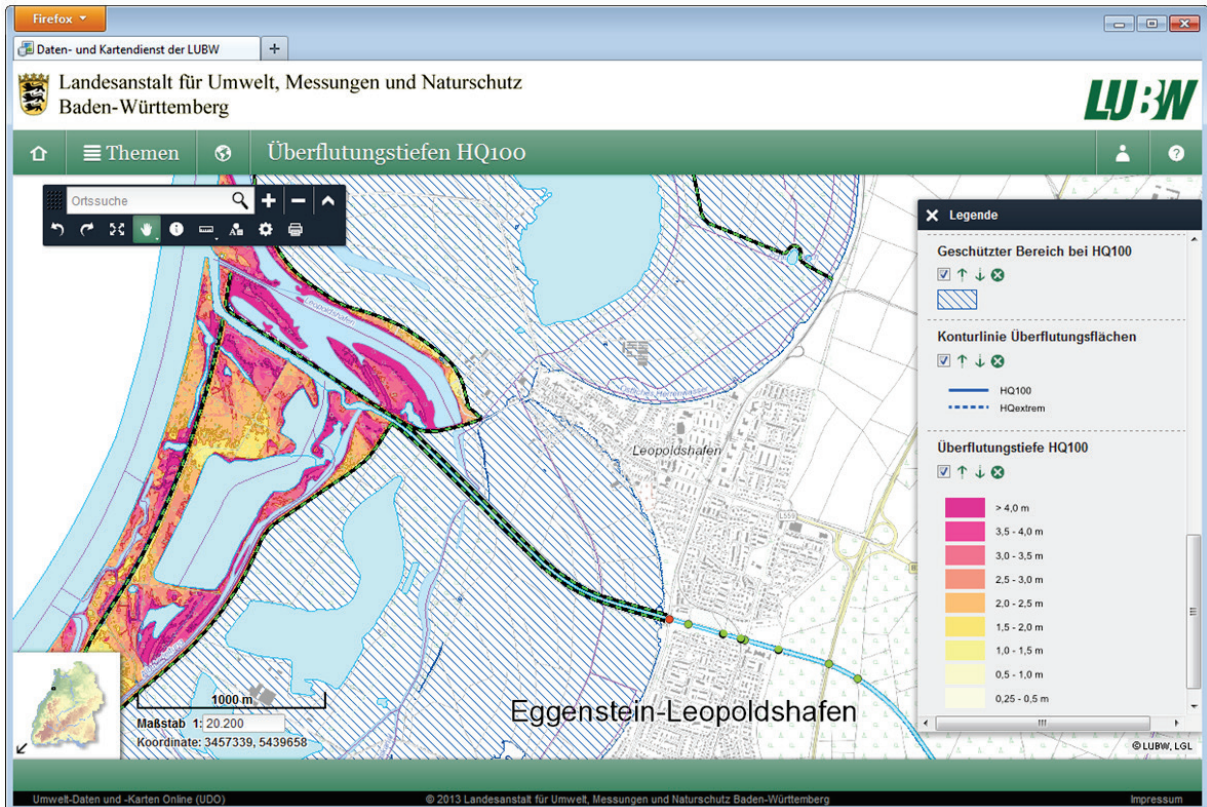 Firefox
Daten- und Kartendienst der LUBW
Landesanstalt für Umwelt, Messungen und Naturschutz
Baden-Württemberg
LUBW
Themen
Überflutungstiefen HQ100
Ortssuche
Leopoldshafen
Leopoldshafen
L559
Eggenstein-Leopoldshafen
1000 m
Maßstab 1: 20.200
Koordinate: 3457339, 5439658
Legende
Geschützter Bereich bei HQ100
Konturlinie Überflutungsflächen
HQ100
HQextrem
Überflutungstiefe HQ100
> 4,0 m
3,5 - 4,0 m
3,0 - 3,5 m
2,5 - 3,0 m
2,0 - 2,5 m
1,5 - 2,0 m
1,0 - 1,5 m
0,5 - 1,0 m
0,25 - 0,5 m
© LUBW, LGL
Umwelt-Daten und -Karten Online (UDO)
© 2013 Landesanstalt für Umwelt, Messungen und Naturschutz Baden-Württemberg
Impressum